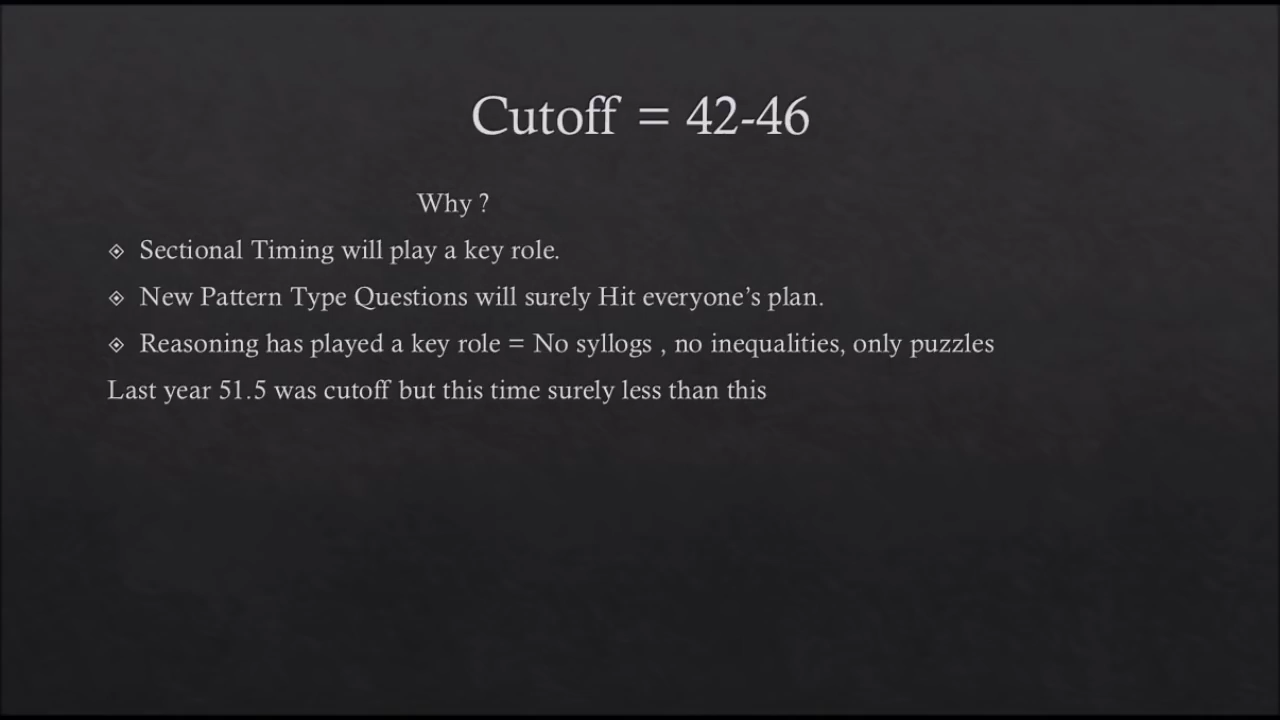 Cutoff = 42-46
Why ?
Sectional Timing will play a key role.
New Pattern Type Questions will surely Hit everyone’s plan.
Reasoning has played a key role = No syllogs , no inequalities, only puzzles
Last year 51.5 was cutoff but this time surely less than this